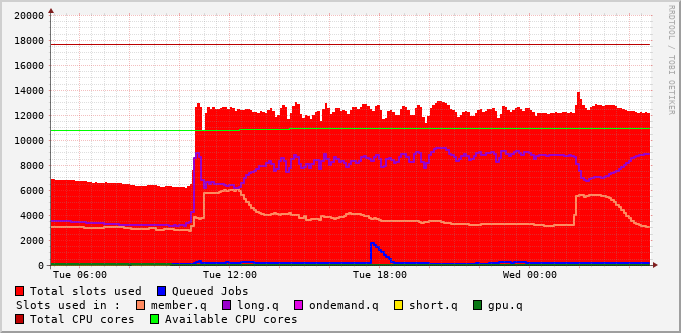 20000
18000
16000
14000
12000
10000
8000
6000
4000
2000
0
Tue 06:00 Tue 12:00 Tue 18:00 Wed 00:00
RRDTOOL / TOBI OETIKER
Total slots used Queued Jobs
Slots used in : member.q long.q ondemand.q short.q gpu.q
Total CPU cores Available CPU cores